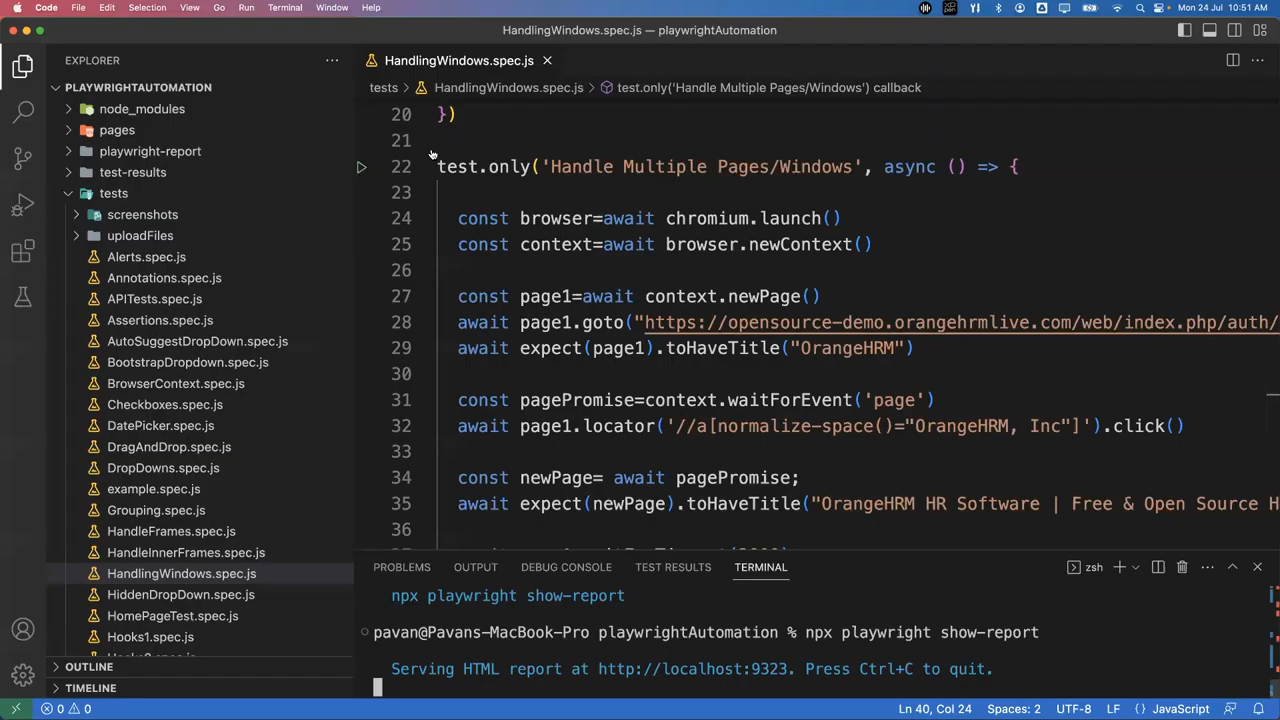 Code File Edit Selection View Go Run Terminal Window Help Mon 24 Jul 10:51 AM
HandlingWindows.spec.js — playwrightAutomation
EXPLORER
PLAYWRIGHTAUTOMATION
node_modules
pages
playwright-report
test-results
tests
screenshots
uploadFiles
Alerts.spec.js
Annotations.spec.js
APITests.spec.js
Assertions.spec.js
AutoSuggestDropDown.spec.js
BootstrapDropdown.spec.js
BrowserContext.spec.js
Checkboxes.spec.js
DatePicker.spec.js
DragAndDrop.spec.js
DropDowns.spec.js
example.spec.js
Grouping.spec.js
HandleFrames.spec.js
HandleInnerFrames.spec.js
HandlingWindows.spec.js
HiddenDropDown.spec.js
HomePageTest.spec.js
Hooks1.spec.js
OUTLINE
TIMELINE
HandlingWindows.spec.js
tests > HandlingWindows.spec.js > test.only('Handle Multiple Pages/Windows') callback
20 })
21
22 test.only('Handle Multiple Pages/Windows', async () => {
23
24 const browser=await chromium.launch()
25 const context=await browser.newContext()
26
27 const page1=await context.newPage()
28 await page1.goto("https://opensource-demo.orangehrmlive.com/web/index.php/auth/
29 await expect(page1).toHaveTitle("OrangeHRM")
30
31 const pagePromise=context.waitForEvent('page')
32 await page1.locator('//a[normalize-space()="OrangeHRM, Inc"]').click()
33
34 const newPage= await pagePromise;
35 await expect(newPage).toHaveTitle("OrangeHRM HR Software | Free & Open Source H
36
PROBLEMS OUTPUT DEBUG CONSOLE TEST RESULTS TERMINAL zsh
npx playwright show-report
pavan@Pavans-MacBook-Pro playwrightAutomation % npx playwright show-report
Serving HTML report at http://localhost:9323. Press Ctrl+C to quit.
0 0 Ln 40, Col 24 Spaces: 2 UTF-8 LF {} JavaScript